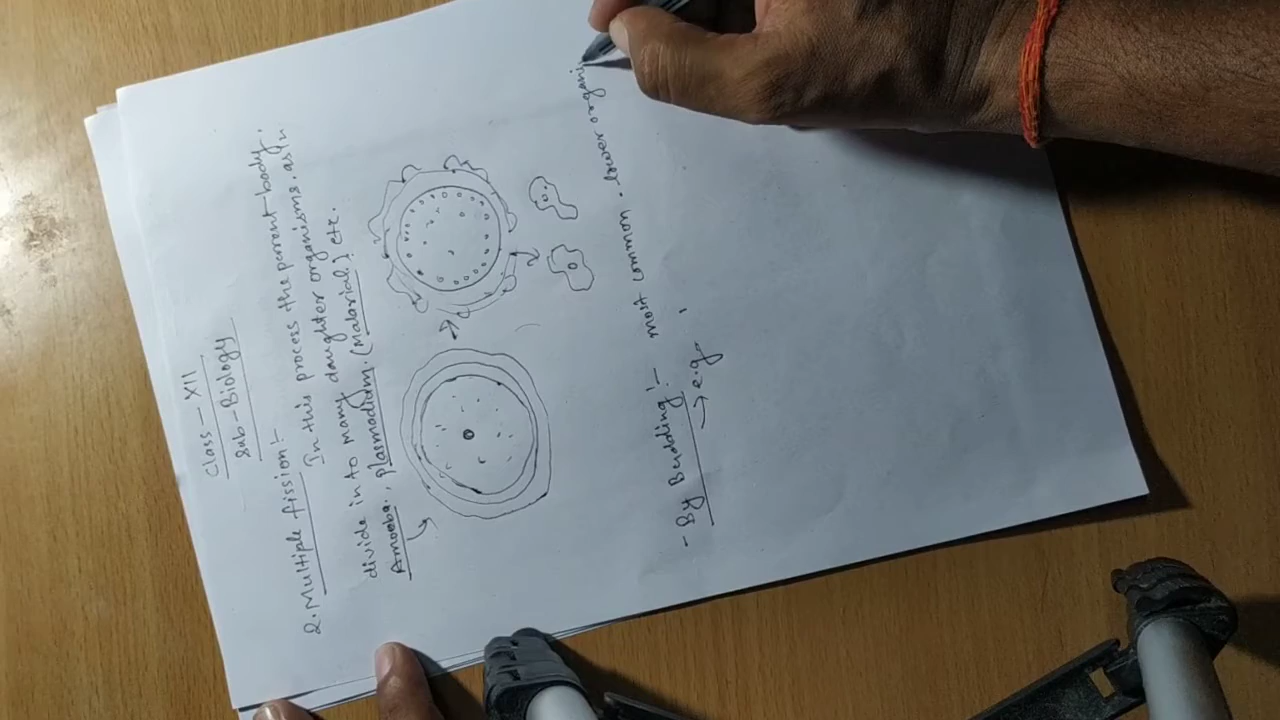 Class - XII
Sub - Biology
2. Multiple fission!-
In this process the parent body.
divide in to many daughter organisms. as in
Amoeba., plasmodium. (Malarial) etc.
- By Budding!- most common . lower organi
→ e.g.